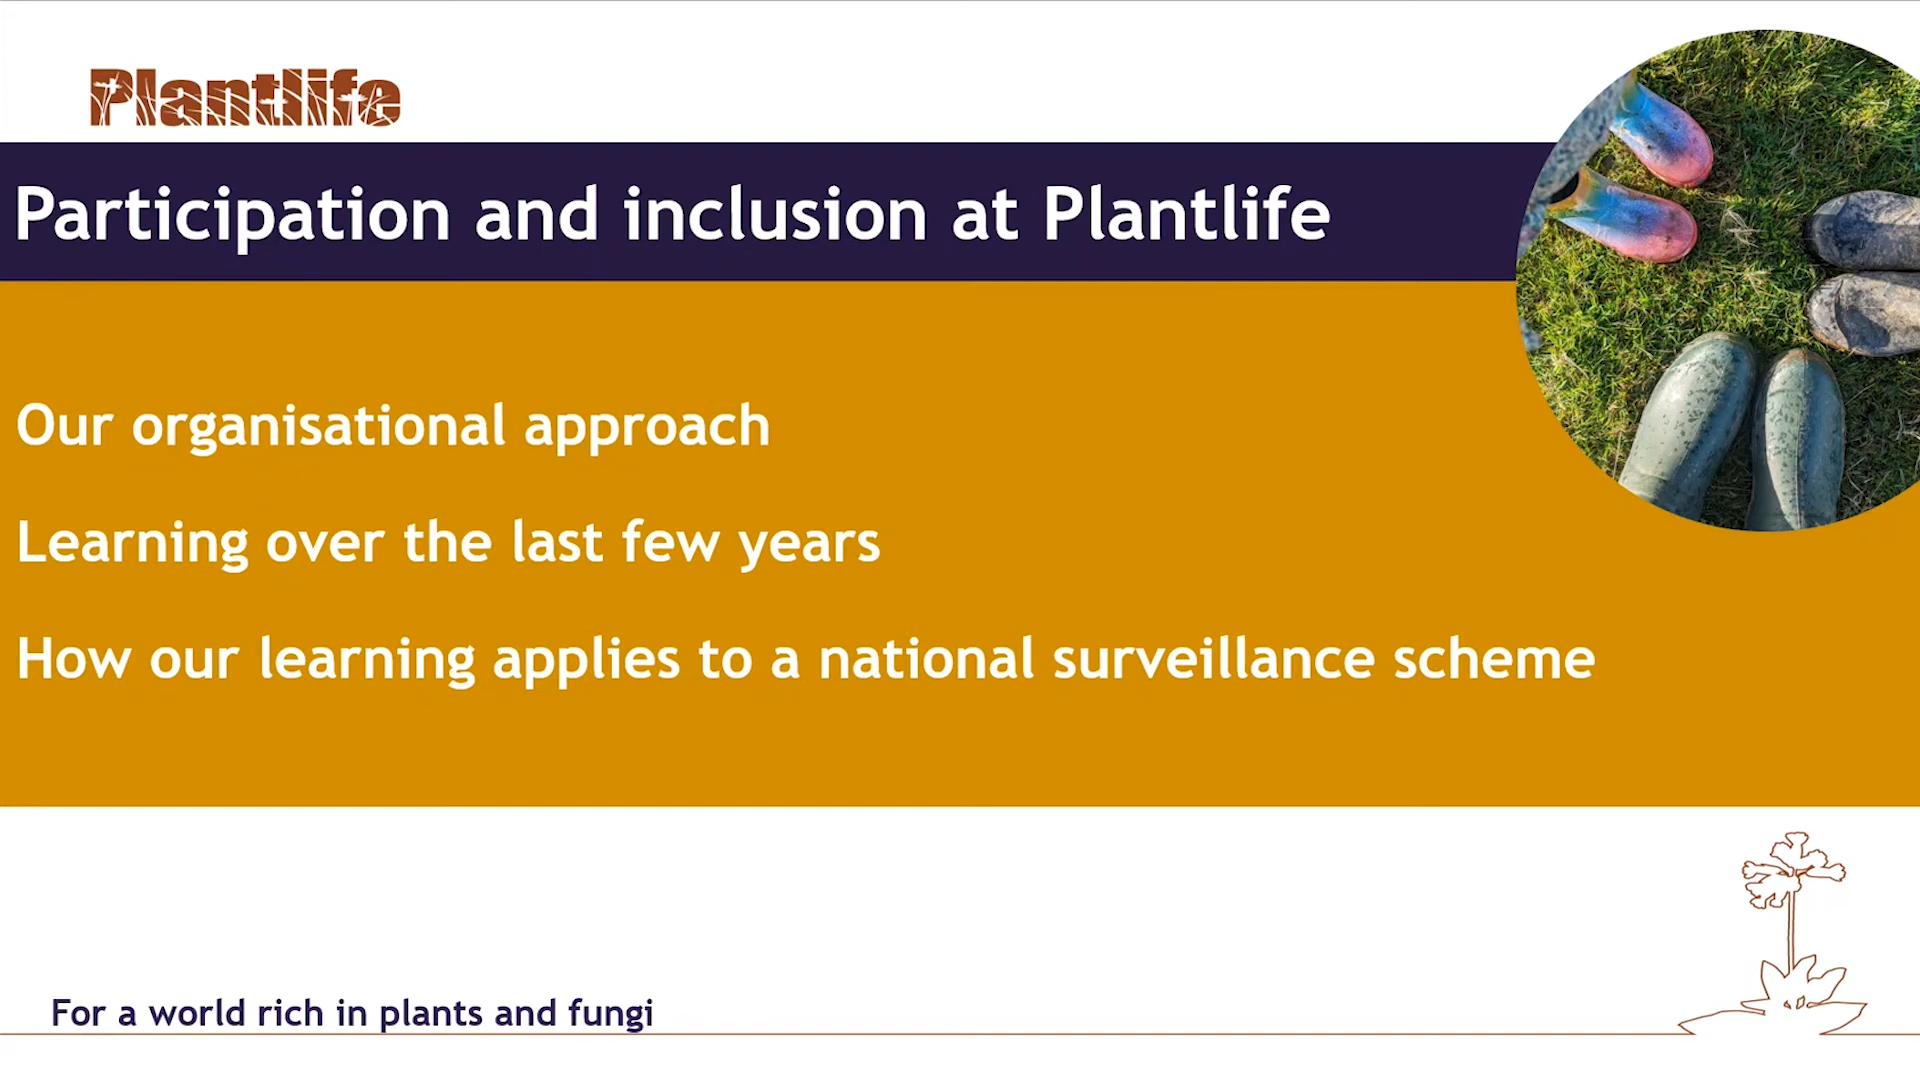 Plantlife
Participation and inclusion at Plantlife
Our organisational approach
Learning over the last few years
How our learning applies to a national surveillance scheme
For a world rich in plants and fungi